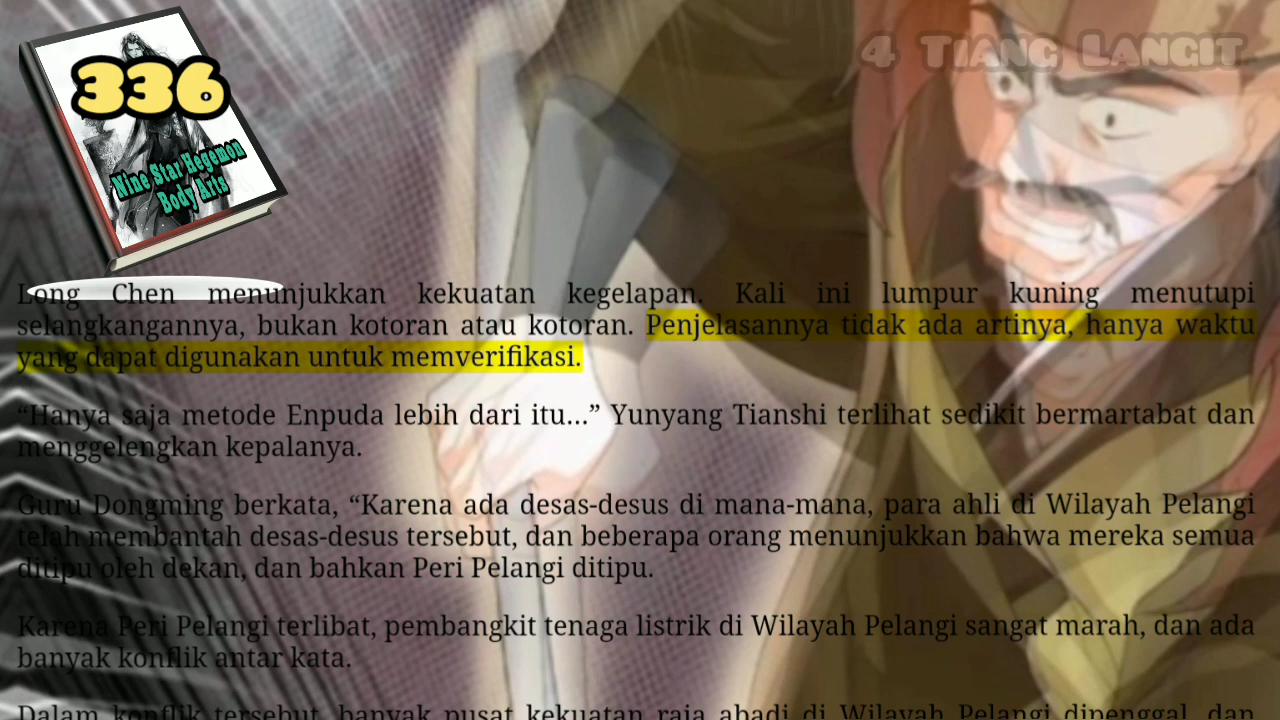 4 Tiang Langit
336
Nine Star Hegemon
Body Arts
Long Chen menunjukkan kekuatan kegelapan. Kali ini lumpur kuning menutupi
selangkangannya, bukan kotoran atau kotoran. Penjelasannya tidak ada artinya, hanya waktu
yang dapat digunakan untuk memverifikasi.
“Hanya saja metode Enpuda lebih dari itu…” Yunyang Tianshi terlihat sedikit bermartabat dan
menggelengkan kepalanya.
Guru Dongming berkata, “Karena ada desas-desus di mana-mana, para ahli di Wilayah Pelangi
telah membantah desas-desus tersebut, dan beberapa orang menunjukkan bahwa mereka semua
ditipu oleh dekan, dan bahkan Peri Pelangi ditipu.
Karena Peri Pelangi terlibat, pembangkit tenaga listrik di Wilayah Pelangi sangat marah, dan ada
banyak konflik antar kata.
Dalam konflik tersebut, banyak pusat kekuatan raja abadi di Wilayah Pelangi dipenggal, dan